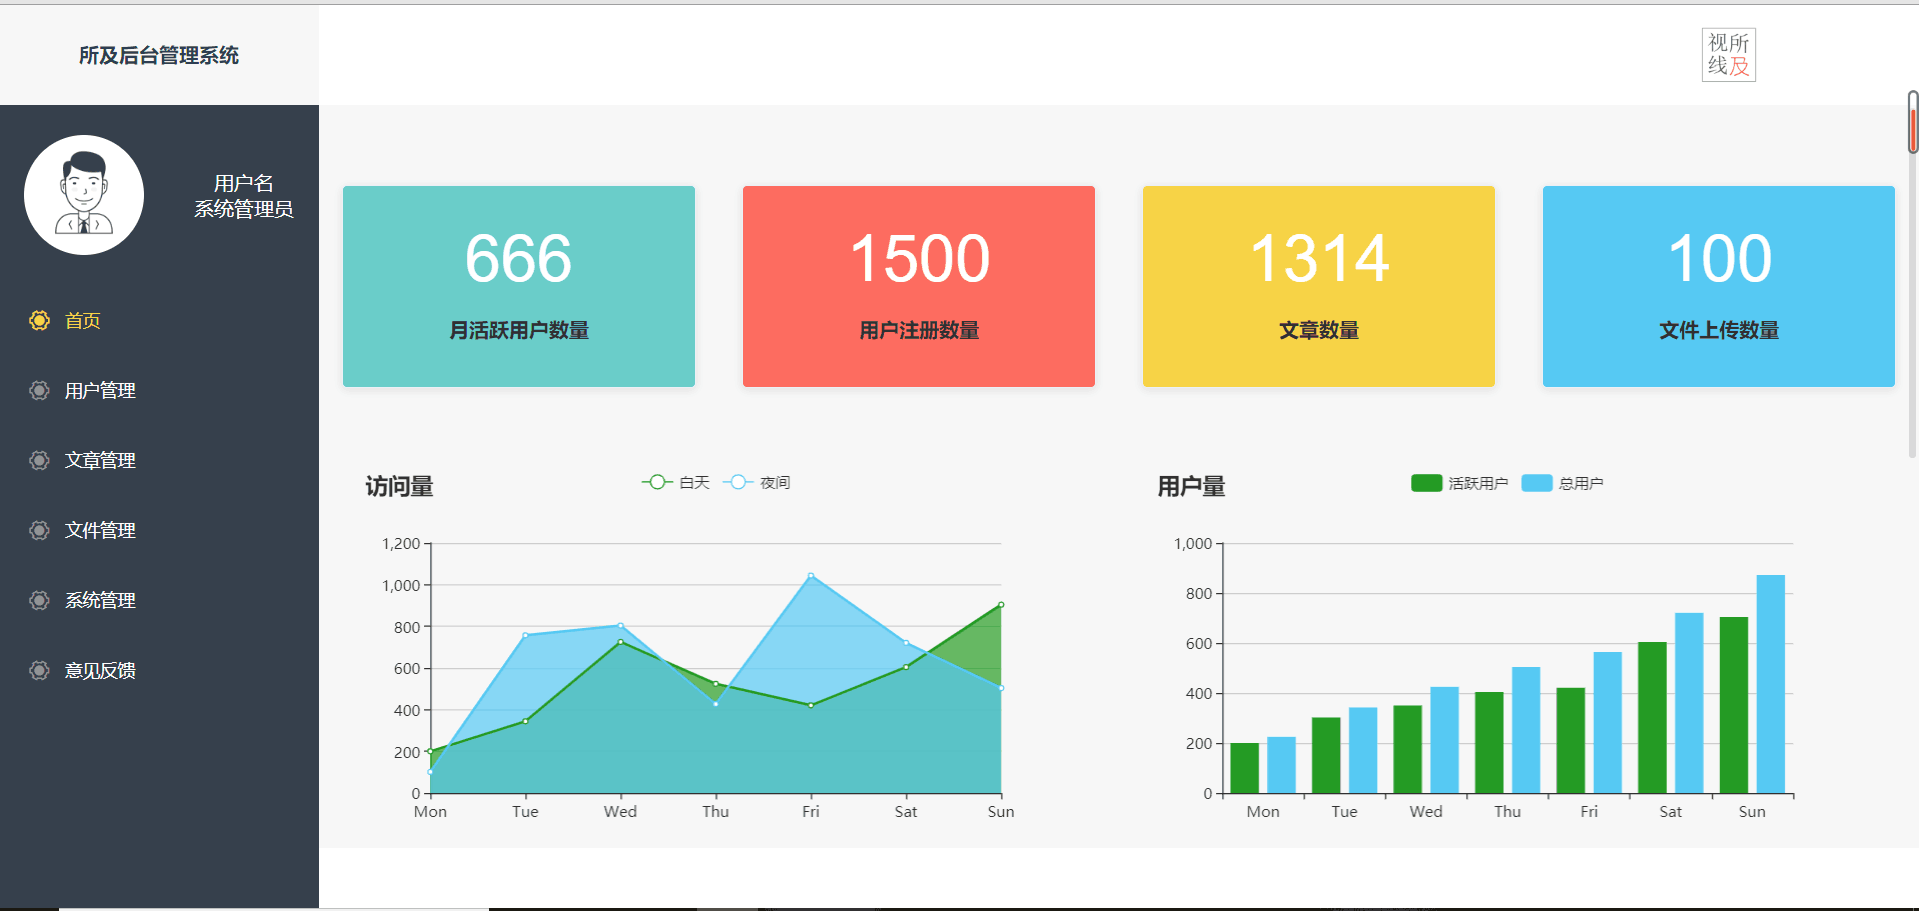 所及后台管理系统
视所
线及
用户名
系统管理员
首页
用户管理
文章管理
文件管理
系统管理
意见反馈
666
月活跃用户数量
1500
用户注册数量
1314
文章数量
100
文件上传数量
访问量
白天 夜间
1,200
1,000
800
600
400
200
0
Mon Tue Wed Thu Fri Sat Sun
用户量
活跃用户 总用户
1,000
800
600
400
200
0
Mon Tue Wed Thu Fri Sat Sun